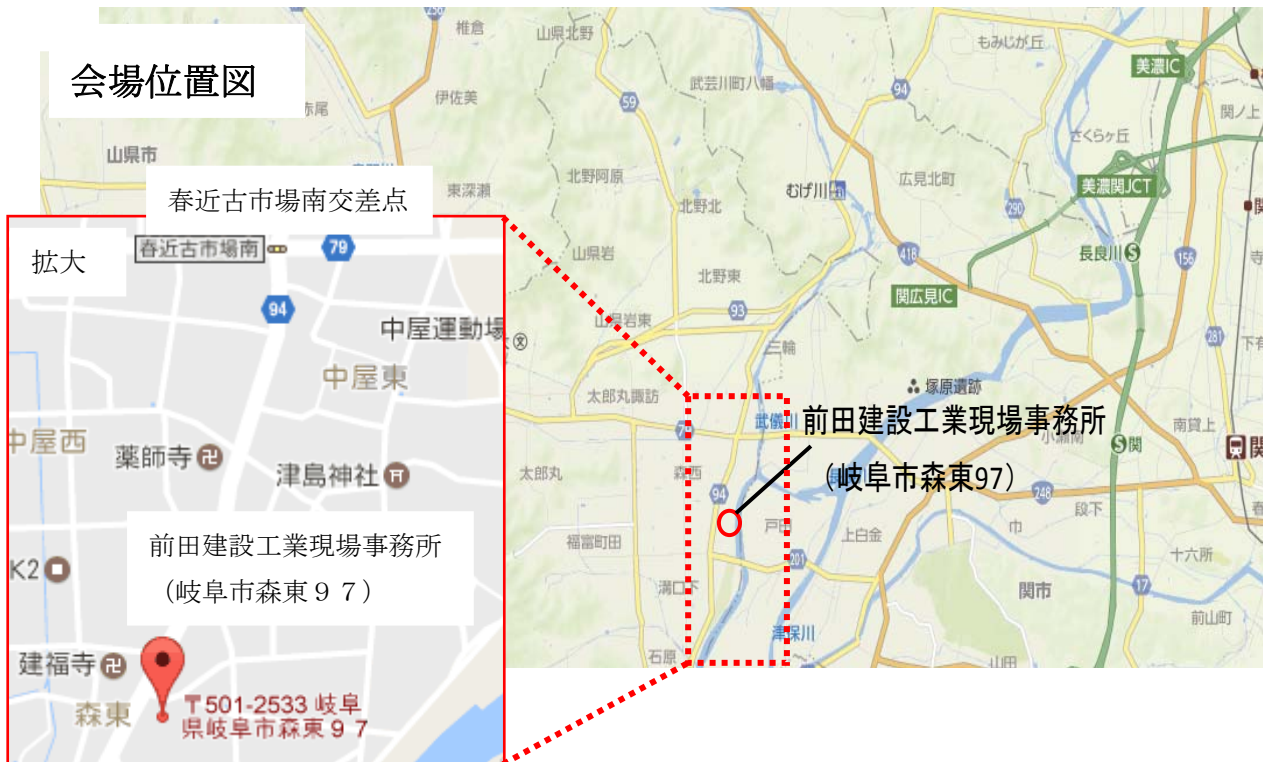 会場位置図
椎倉
山県北野
もみじが丘
美濃IC
赤尾
伊佐美
59
武芸川町八幡
94
関ノ上
山県市
さくらヶ丘
東深瀬
北野阿原
むげ川
広見北町
美濃関JCT
春近古市場南交差点
北野北
290
拡大
春近古市場南
79
山県岩
418
長良川
156
北野東
関広見IC
94
山県岩東
93
中屋運動場
三輪
281
中屋東
太郎丸諏訪
塚原遺跡
武儀川
前田建設工業現場事務所
小瀬南
南貸上
中屋西
薬師寺
津島神社
太郎丸
森西
94
(岐阜市森東97)
関
関
248
段下
福富町田
戸田
上白金
巾
十六所
前田建設工業現場事務所
(岐阜市森東97)
201
K2
溝口下
関市
17
前山町
津保川
建福寺
石原
山田
森東
〒501-2533 岐阜
県岐阜市森東97